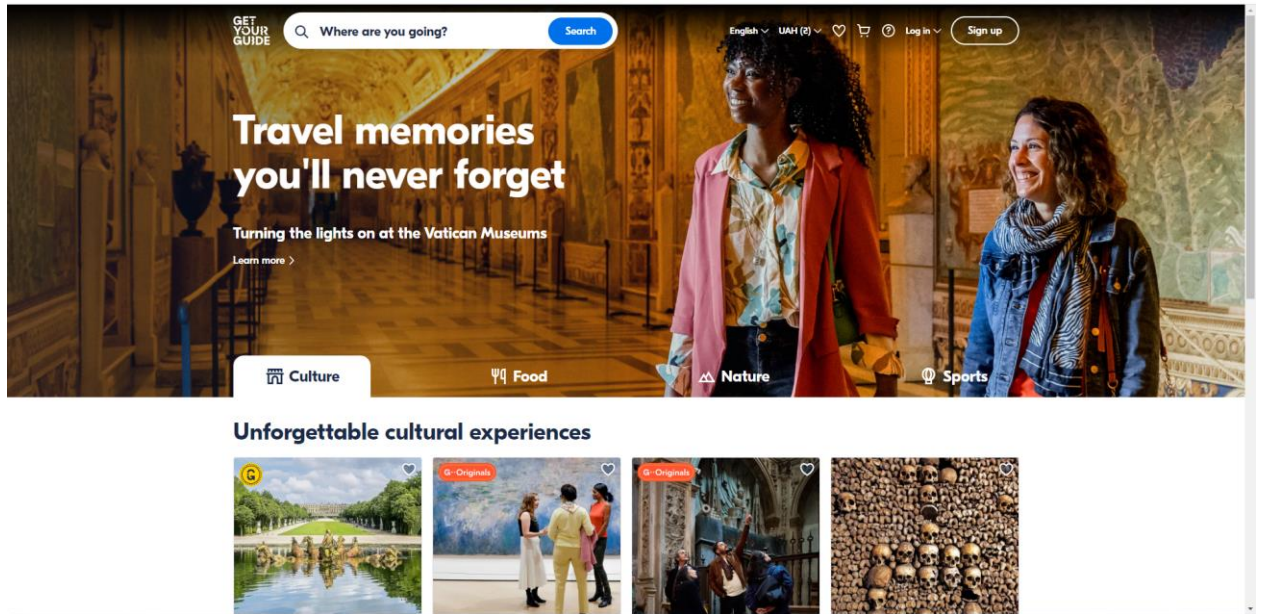 GET
YOUR
GUIDE
Where are you going?
Search
English
UAH (₴)
Log in
Sign up
Travel memories
you'll never forget
Turning the lights on at the Vatican Museums
Learn more >
Culture
Food
Nature
Sports
Unforgettable cultural experiences
G
G-Originals
G-Originals